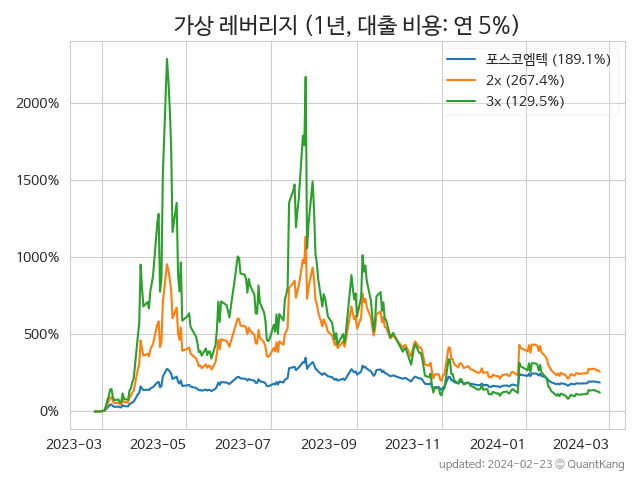 가상 레버리지 (1년, 대출 비용: 연 5%)
포스코엠텍 (189.1%)
2x (267.4%)
3x (129.5%)
2000%
1500%
1000%
500%
0%
2023-03 2023-05 2023-07 2023-09 2023-11 2024-01 2024-03
updated: 2024-02-23 © QuantKang